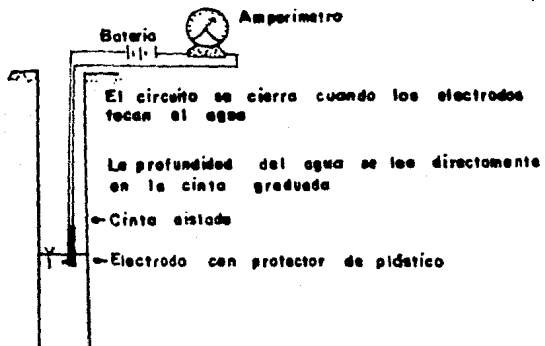 Amperimetro
Bateria
El circuito se cierra cuando los electrodos
tocan el agua
La profundidad del agua se lee directamente
en la cinta graduada
Cinta aislada
Electrodo con protector de plástico